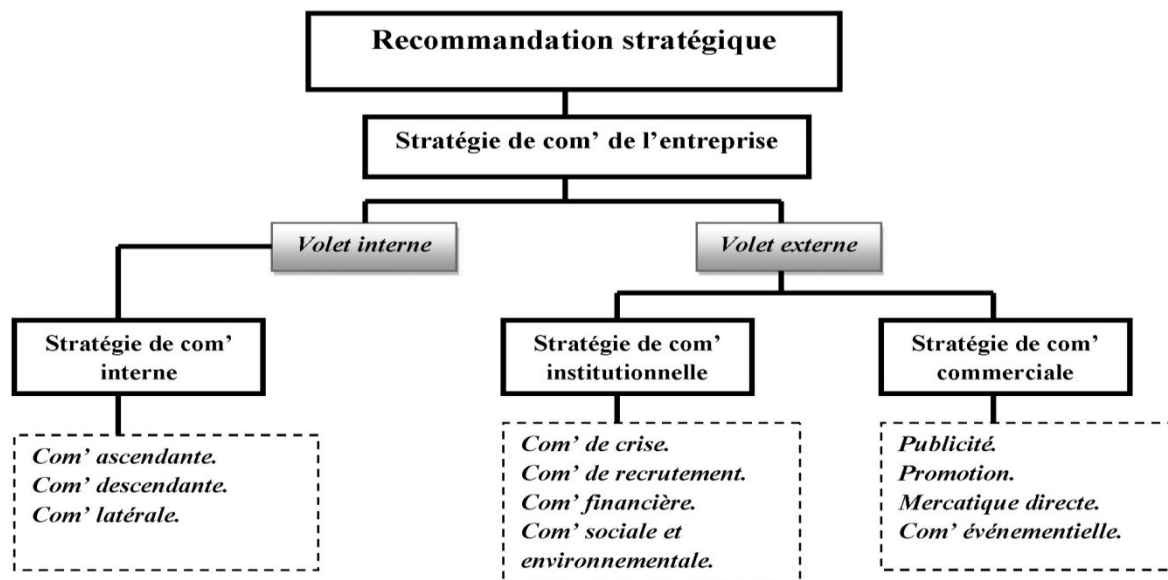 Recommandation stratégique
Stratégie de com’ de l’entreprise
Volet interne
Volet externe
Stratégie de com’
interne
Stratégie de com’
institutionnelle
Stratégie de com’
commerciale
Com’ ascendante.
Com’ descendante.
Com’ latérale.
Com’ de crise.
Com’ de recrutement.
Com’ financière.
Com’ sociale et
environnementale.
Publicité.
Promotion.
Mercatique directe.
Com’ événementielle.